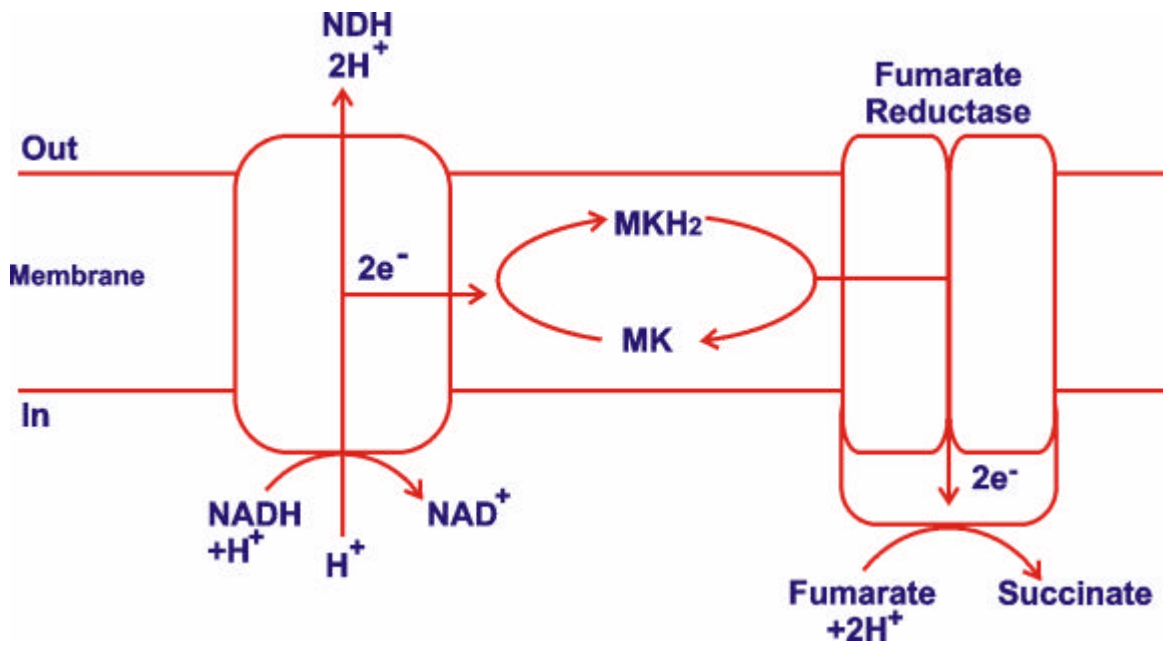 NDH
2H⁺
Fumarate
Reductase
Out
MKH₂
2e⁻
Membrane
MK
In
2e⁻
NADH
+H⁺
NAD⁺
H⁺
Fumarate
+2H⁺
Succinate